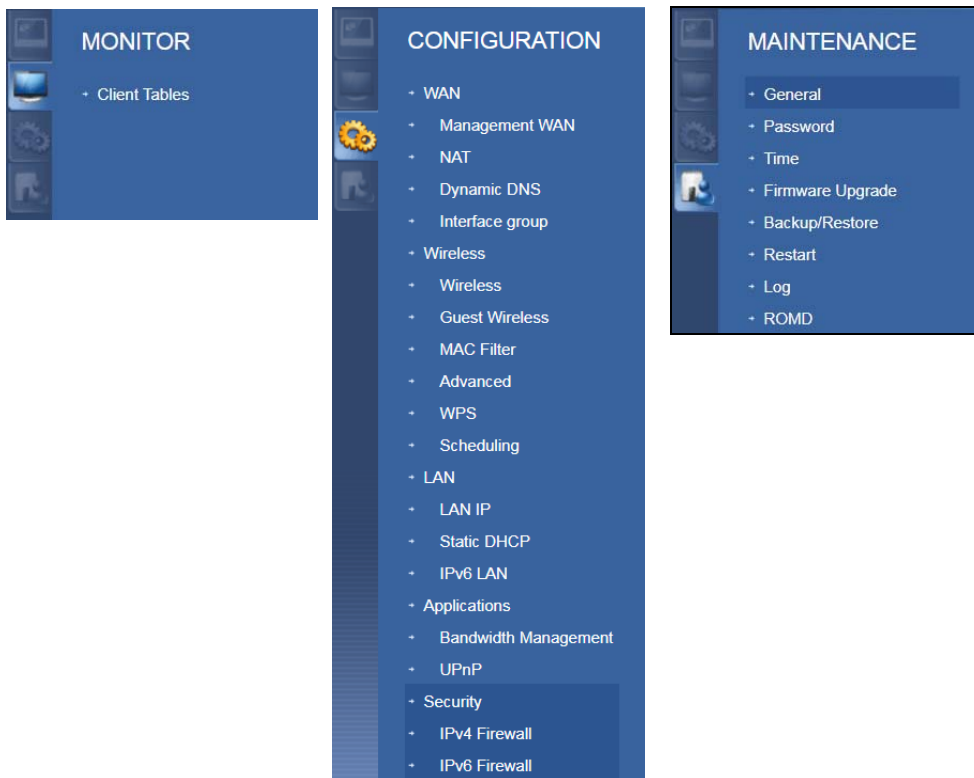 MONITOR
Client Tables
CONFIGURATION
WAN
Management WAN
NAT
Dynamic DNS
Interface group
Wireless
Wireless
Guest Wireless
MAC Filter
Advanced
WPS
Scheduling
LAN
LAN IP
Static DHCP
IPv6 LAN
Applications
Bandwidth Management
UPnP
Security
IPv4 Firewall
IPv6 Firewall
MAINTENANCE
General
Password
Time
Firmware Upgrade
Backup/Restore
Restart
Log
ROMD